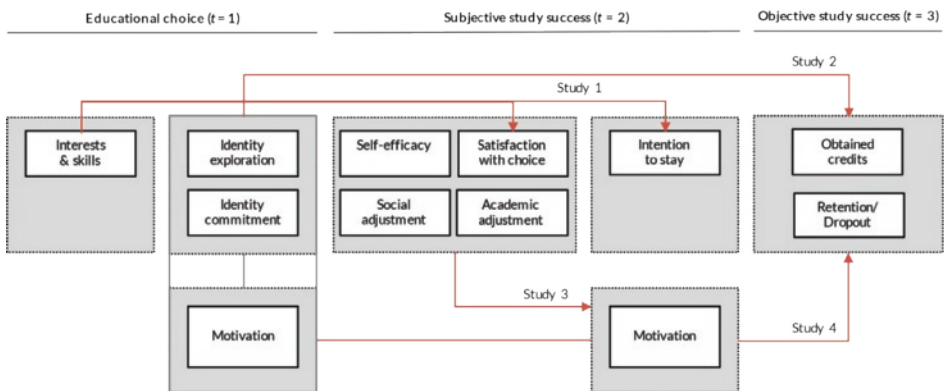 Educational choice (t = 1)
Subjective study success (t = 2)
Objective study success (t = 3)
Study 2
Study 1
Interests
& skills
Identity
exploration
Identity
commitment
Self-efficacy
Satisfaction
with choice
Social
adjustment
Academic
adjustment
Intention
to stay
Obtained
credits
Retention/
Dropout
Study 3
Motivation
Motivation
Study 4